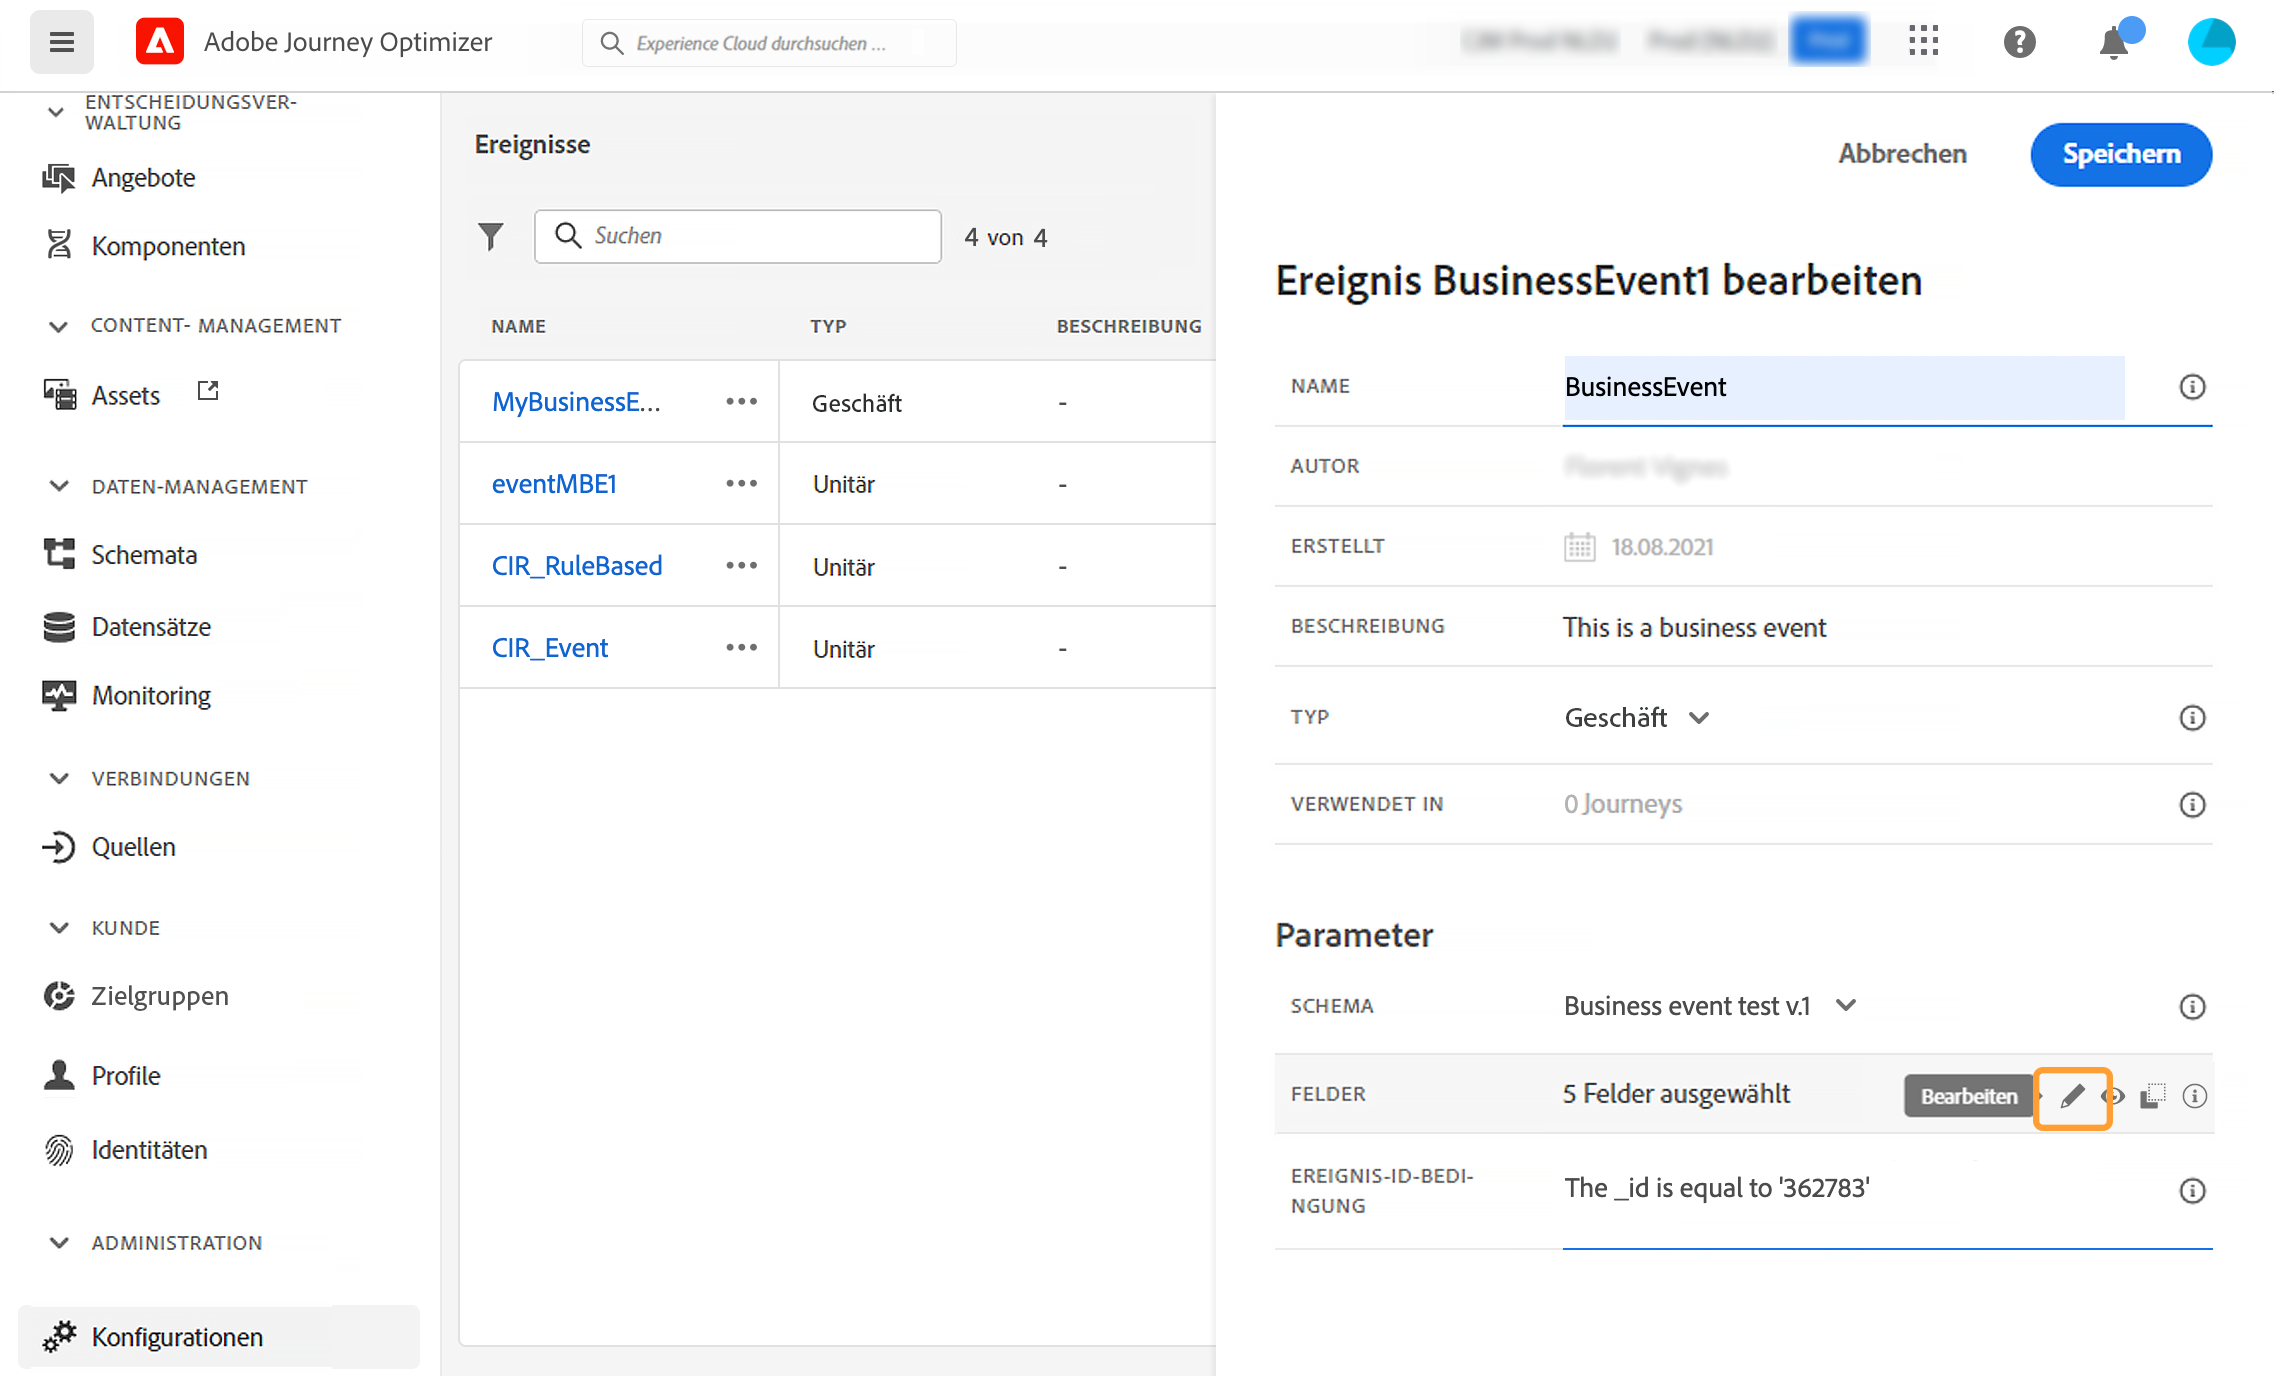 Adobe Journey Optimizer
Experience Cloud durchsuchen ...
ENTSCHEIDUNGSVER-
WALTUNG
Angebote
Komponenten
CONTENT- MANAGEMENT
Assets
DATEN-MANAGEMENT
Schemata
Datensätze
Monitoring
VERBINDUNGEN
Quellen
KUNDE
Zielgruppen
Profile
Identitäten
ADMINISTRATION
Konfigurationen
Ereignisse
Suchen
4 von 4
NAME TYP BESCHREIBUNG
MyBusinessE... ••• Geschäft -
eventMBE1 ••• Unitär -
CIR_RuleBased ••• Unitär -
CIR_Event ••• Unitär -
Abbrechen Speichern
Ereignis BusinessEvent1 bearbeiten
NAME BusinessEvent
AUTOR
ERSTELLT 18.08.2021
BESCHREIBUNG This is a business event
TYP Geschäft
VERWENDET IN 0 Journeys
Parameter
SCHEMA Business event test v.1
FELDER 5 Felder ausgewählt Bearbeiten
EREIGNIS-ID-BEDI-
NGUNG
The _id is equal to '362783'